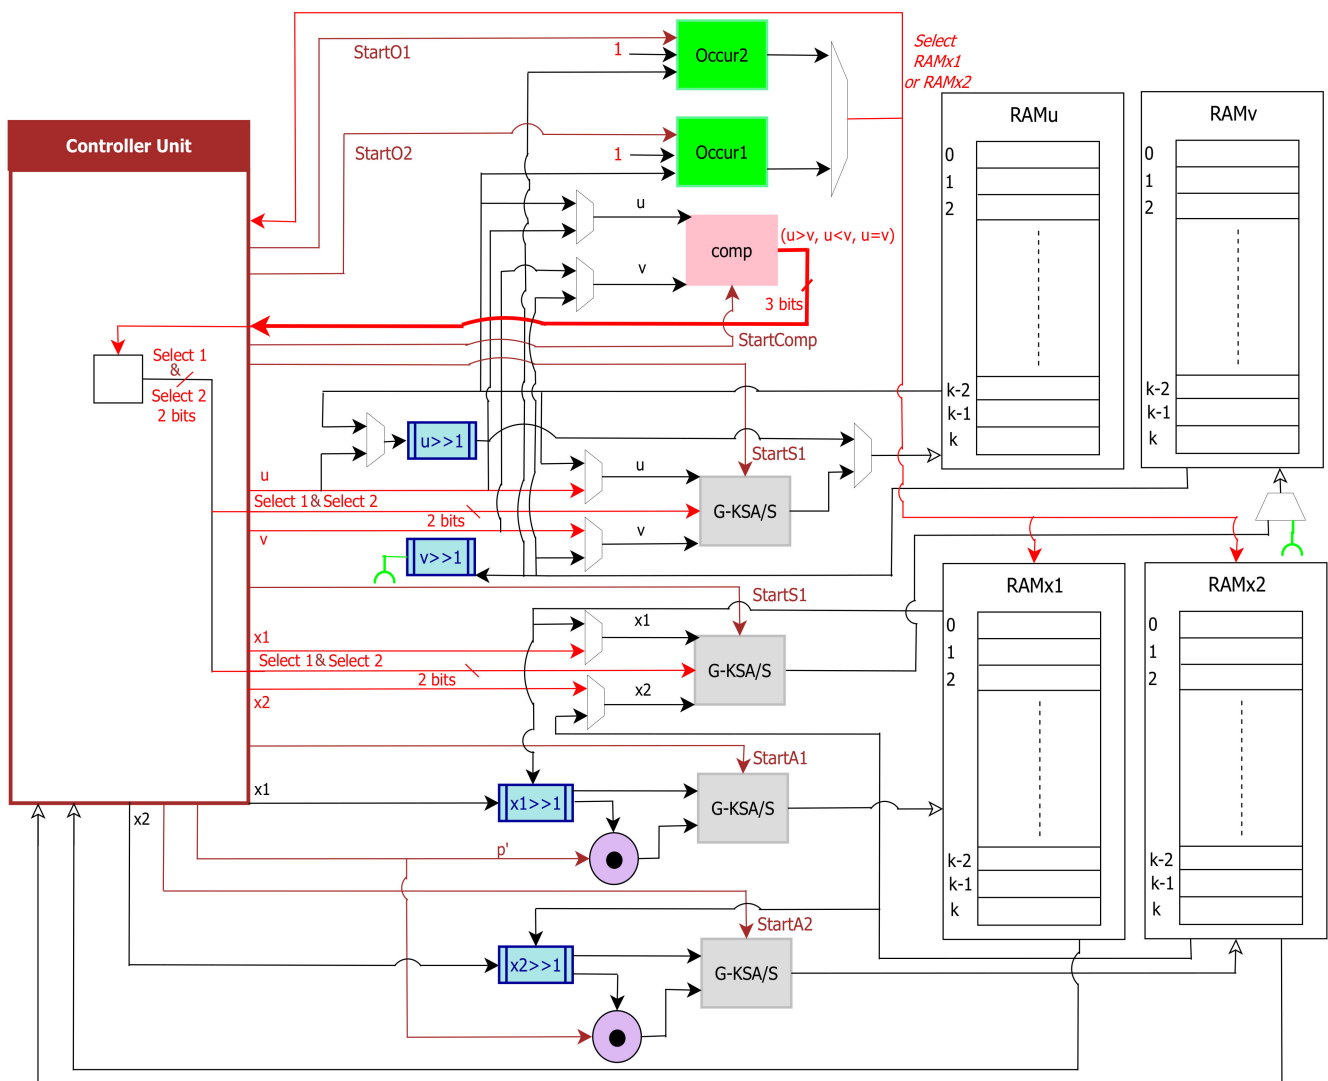 StartO1
1
Occur2
Select
RAMx1
or RAMx2
RAMu
RAMv
Controller Unit
StartO2
1
Occur1
0
1
2
0
1
2
u
comp
(u>v, u<v, u=v)
v
3 bits
StartComp
Select 1
&
Select 2
2 bits
k-2
k-1
k
k-2
k-1
k
u>>1
StartS1
u
u
Select 1& Select 2
2 bits
G-KSA/S
v
v
v>>1
RAMx1
RAMx2
StartS1
x1
x1
Select 1& Select 2
2 bits
G-KSA/S
x2
x2
0
1
2
0
1
2
StartA1
x1
x1>>1
G-KSA/S
x2
p'
k-2
k-1
k
k-2
k-1
k
StartA2
x2>>1
G-KSA/S